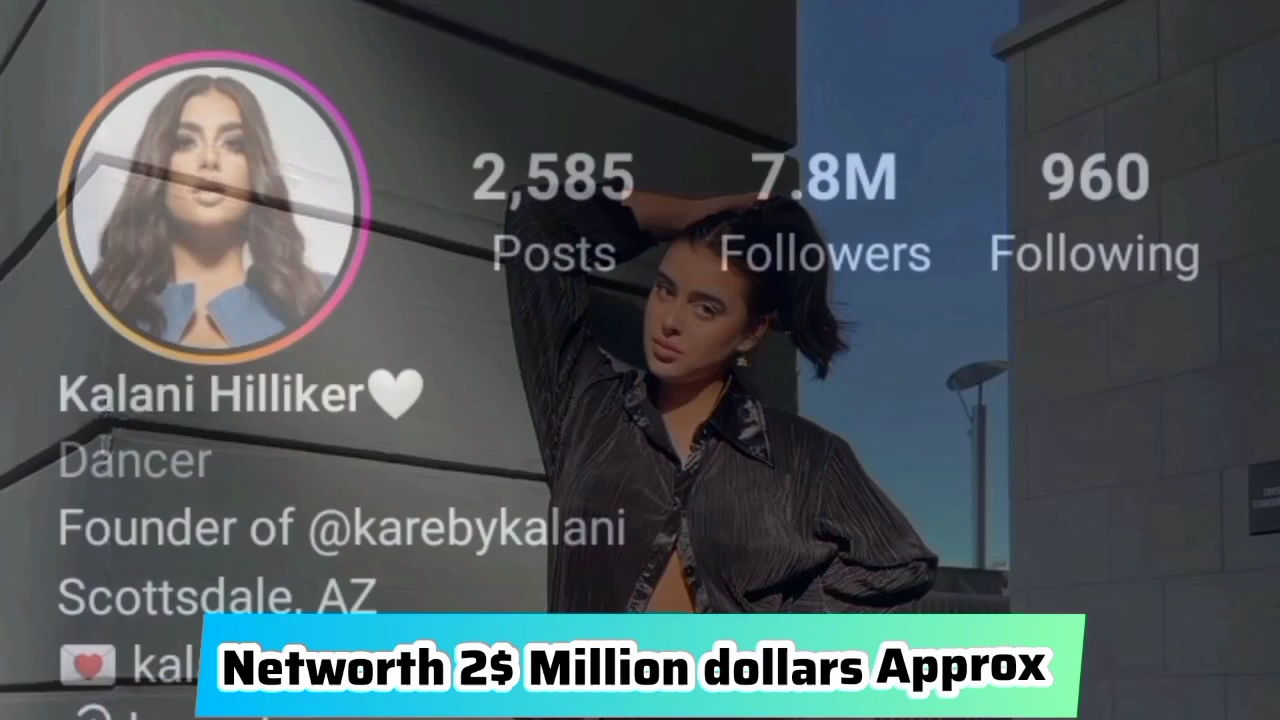 2,585 7.8M 960
Posts Followers Following
Kalani Hilliker🤍
Dancer
Founder of @karebykalani
Scottsdale, AZ
💌 kal
Networth 2$ Million dollars Approx